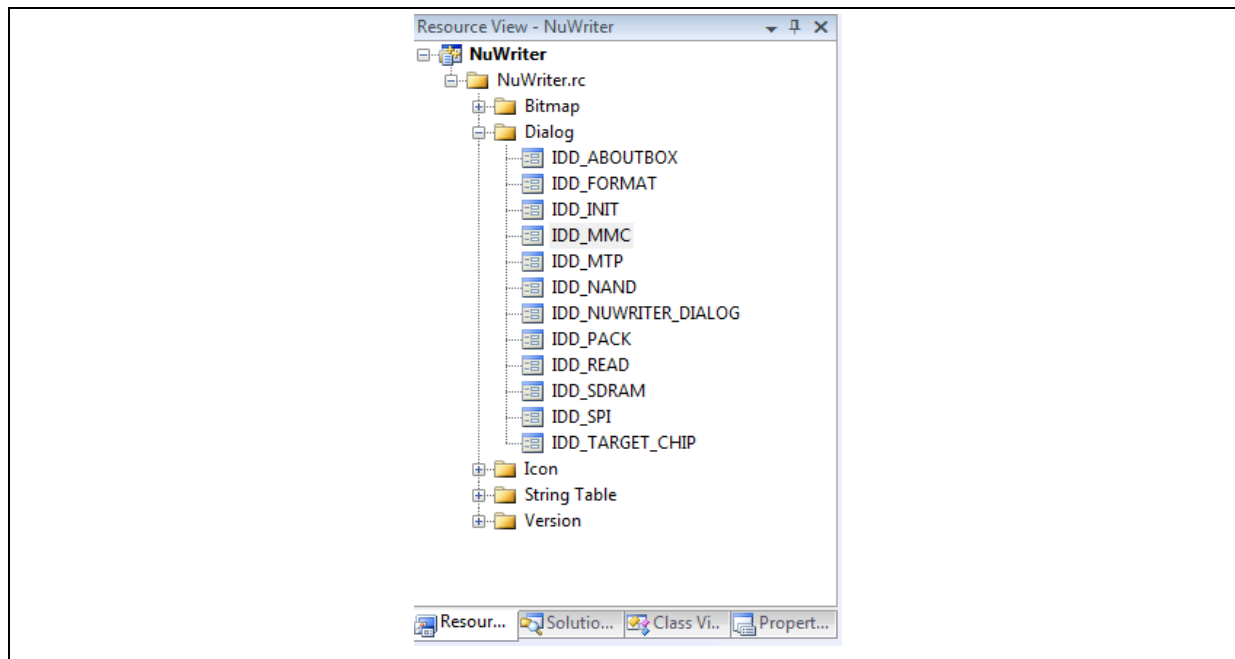 Resource View - NuWriter
NuWriter
NuWriter.rc
Bitmap
Dialog
IDD_ABOUTBOX
IDD_FORMAT
IDD_INIT
IDD_MMC
IDD_MTP
IDD_NAND
IDD_NUWRITER_DIALOG
IDD_PACK
IDD_READ
IDD_SDRAM
IDD_SPI
IDD_TARGET_CHIP
Icon
String Table
Version
Resour... Solutio... Class Vi.. Propert...